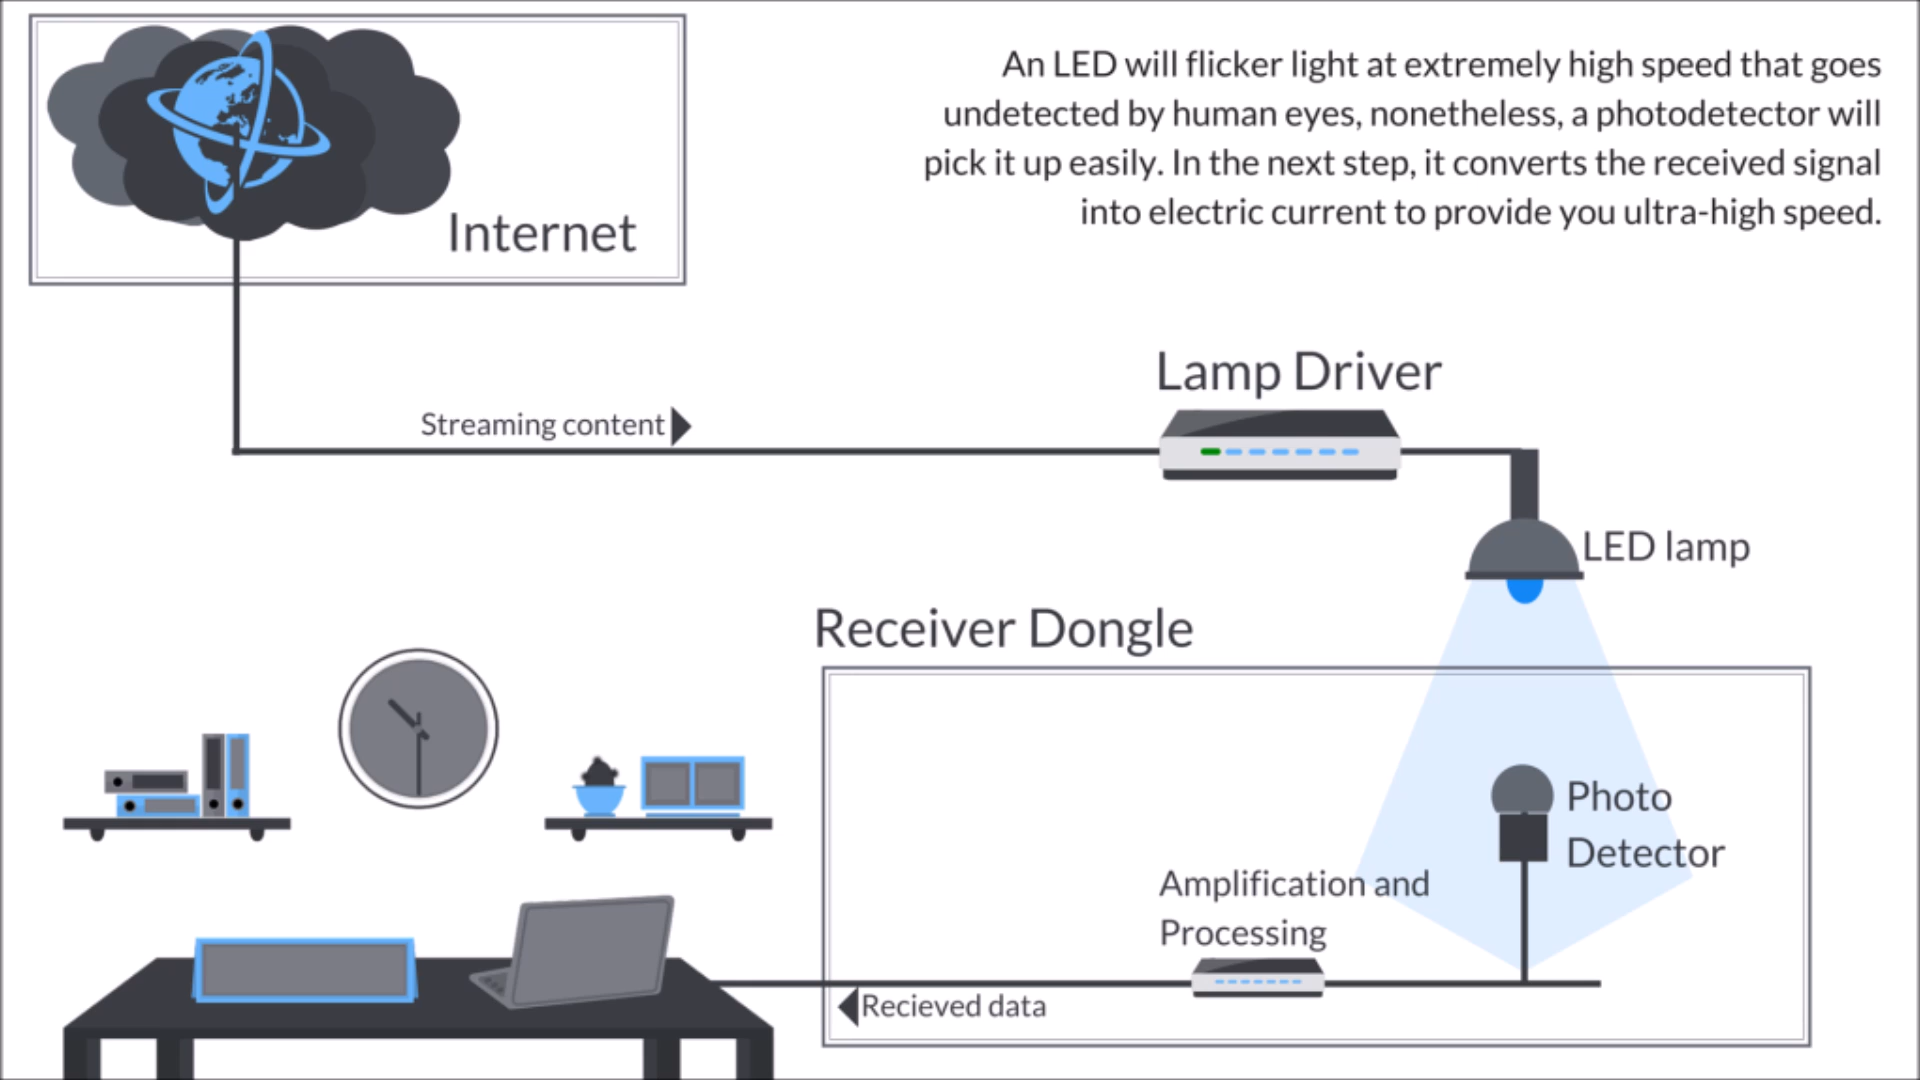 An LED will flicker light at extremely high speed that goes
undetected by human eyes, nonetheless, a photodetector will
pick it up easily. In the next step, it converts the received signal
into electric current to provide you ultra-high speed.
Internet
Lamp Driver
Streaming content
LED lamp
Receiver Dongle
Photo
Detector
Amplification and
Processing
Recieved data